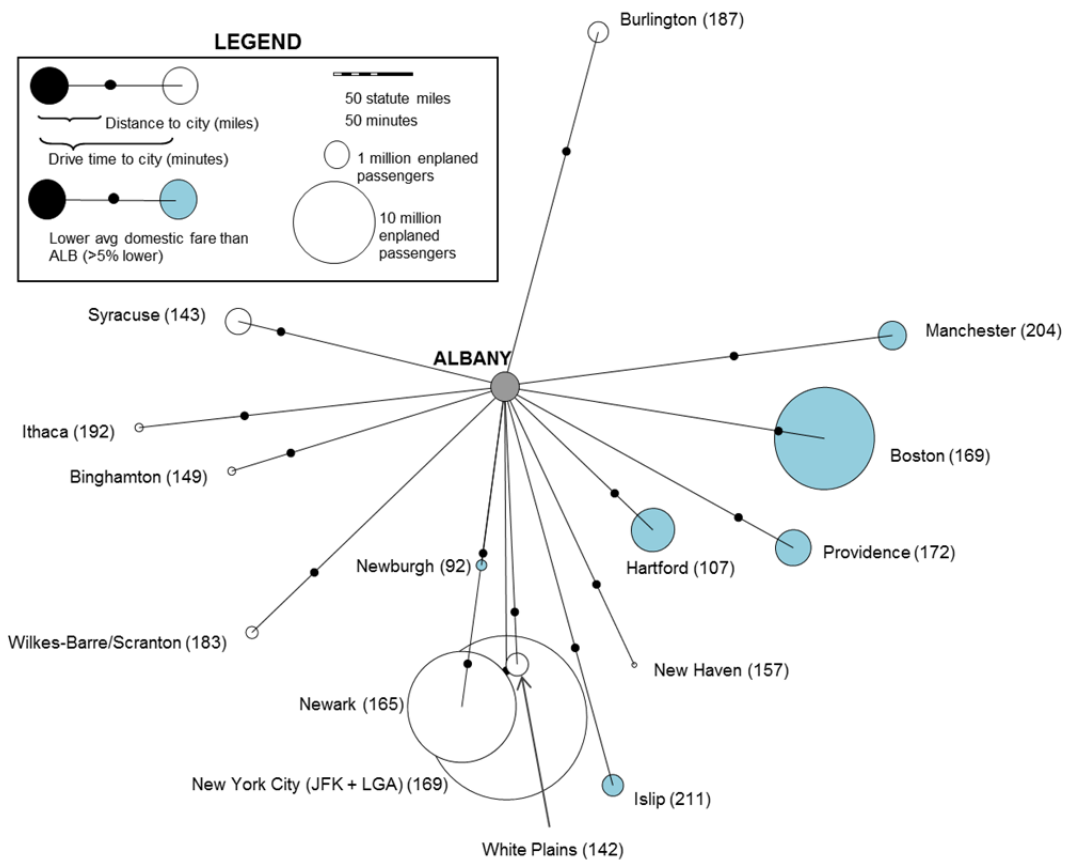 Burlington (187)
LEGEND
Distance to city (miles)
Drive time to city (minutes)
Lower avg domestic fare than
ALB (>5% lower)
50 statute miles
50 minutes
1 million enplaned
passengers
10 million
enplaned
passengers
Syracuse (143)
ALBANY
Manchester (204)
Ithaca (192)
Boston (169)
Binghamton (149)
Newburgh (92)
Hartford (107)
Providence (172)
Wilkes-Barre/Scranton (183)
New Haven (157)
Newark (165)
New York City (JFK + LGA) (169)
Islip (211)
White Plains (142)